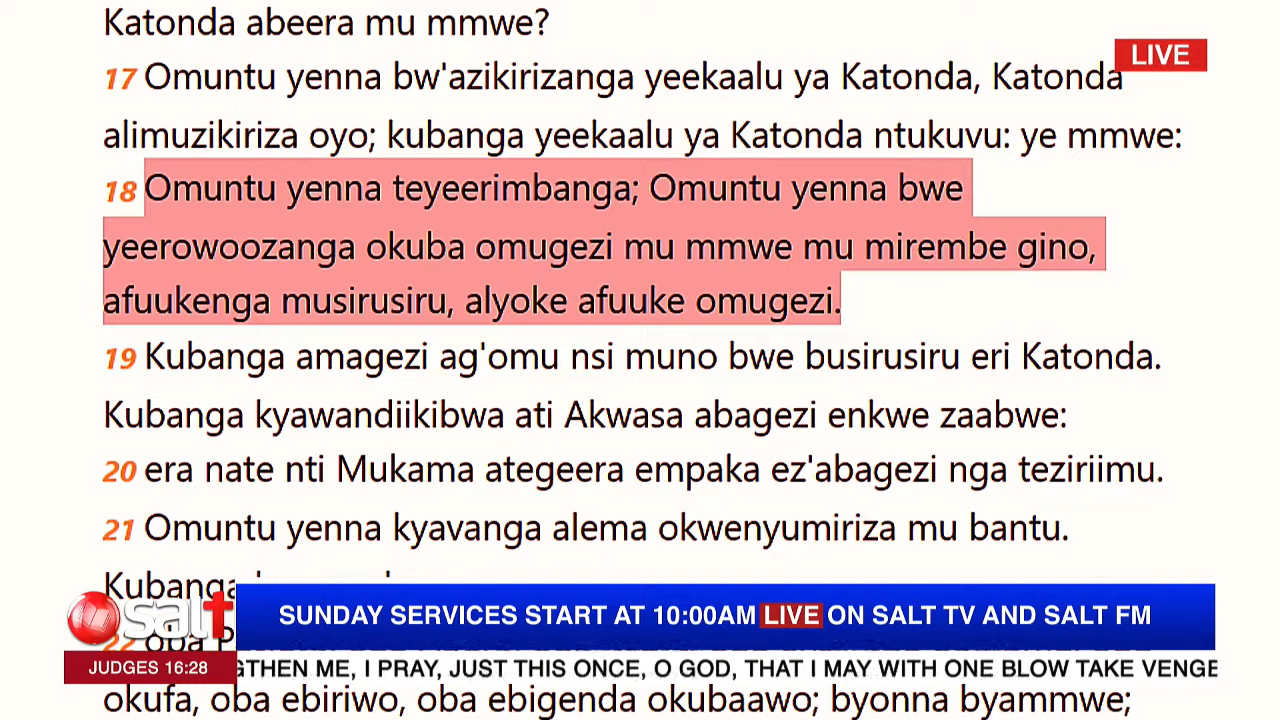 Katonda abeera mu mmwe?
LIVE
17 Omuntu yenna bw'azikirizanga yeekaalu ya Katonda, Katonda
alimuzikiriza oyo; kubanga yeekaalu ya Katonda ntukuvu: ye mmwe:
18 Omuntu yenna teyeerimbanga; Omuntu yenna bwe
yeerowoozanga okuba omugezi mu mmwe mu mirembe gino,
afuukenga musirusiru, alyoke afuuke omugezi.
19 Kubanga amagezi ag'omu nsi muno bwe busirusiru eri Katonda.
Kubanga kyawandiikibwa ati Akwasa abagezi enkwe zaabwe:
20 era nate nti Mukama ategeera empaka ez'abagezi nga teziriimu.
21 Omuntu yenna kyavanga alema okwenyumiriza mu bantu.
Kubanga
salt
SUNDAY SERVICES START AT 10:00AM LIVE ON SALT TV AND SALT FM
22 oba
JUDGES 16:28
GTHEN ME, I PRAY, JUST THIS ONCE, O GOD, THAT I MAY WITH ONE BLOW TAKE VENGE
okufa, oba ebiriwo, oba ebigenda okubaawo; byonna byammwe;